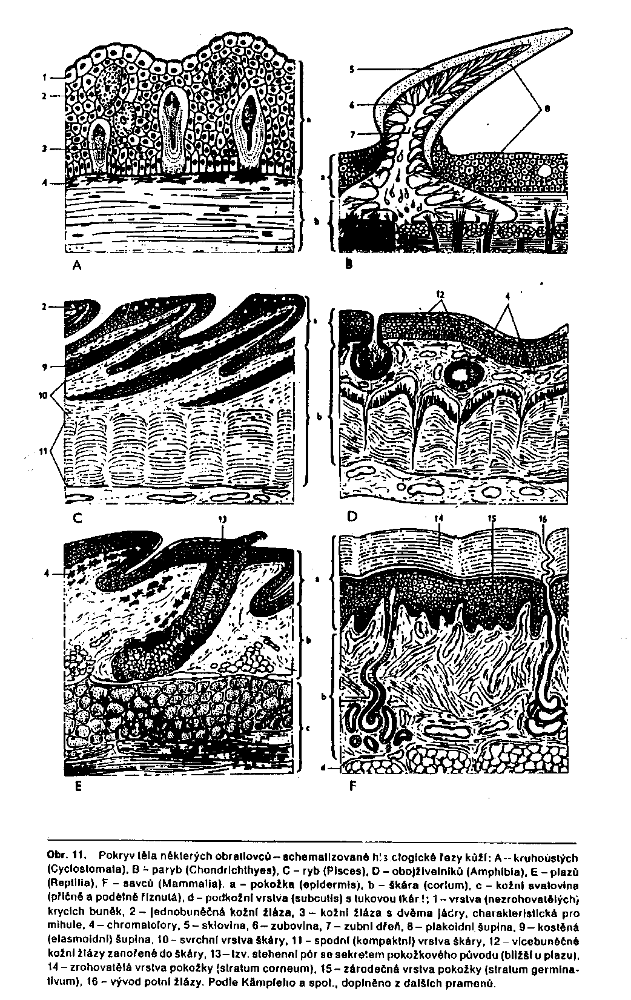 1
2
3
4
a
b
A
5
6
7
8
a
b
B
2
9
10
11
a
b
C
12
4
D
13
4
a
b
c
E
14
15
16
a
b
d
F
Obr. 11. Pokryv těla některých obratlovců – schematizované řezy kůží: A – kruhoústých
(Cyclostomata), B – paryb (Chondrichthyes), C – ryb (Pisces), D – obojživelníků (Amphibia), E – plazů
(Reptilia), F – savců (Mammalia). a – pokožka (epidermis), b – škára (corium), c – kožní svalovina
(příčně a podélně říznutá), d – podkožní vrstva (subcutis) s tukovou; 1 – vrstva (nezrohovatělých)
krycích buněk, 2 – jednobuněčná kožní žláza, 3 – kožní žláza s dvěma jádry, charakteristická pro
mihule, 4 – chromatofory, 5 – sklovina, 6 – zubovina, 7 – zubní dřeň, 8 – plakoidní šupina, 9 – kostěná
(elasmoidní) šupina, 10 – svrchní vrstva škáry, 11 – spodní (kompaktní) vrstva škáry, 12 – vícebuněčné
kožní žlázy zanořené do škáry, 13 – tzv. stehenní pór se sekretem pokožkového původu (bližší u plazů),
14 – zrohovatělá vrstva pokožky (stratum corneum), 15 – zárodečná vrstva pokožky (stratum germina-
tivum), 16 – vývod potní žlázy. Podle Kämpfeho a spol., doplněno z dalších pramenů.